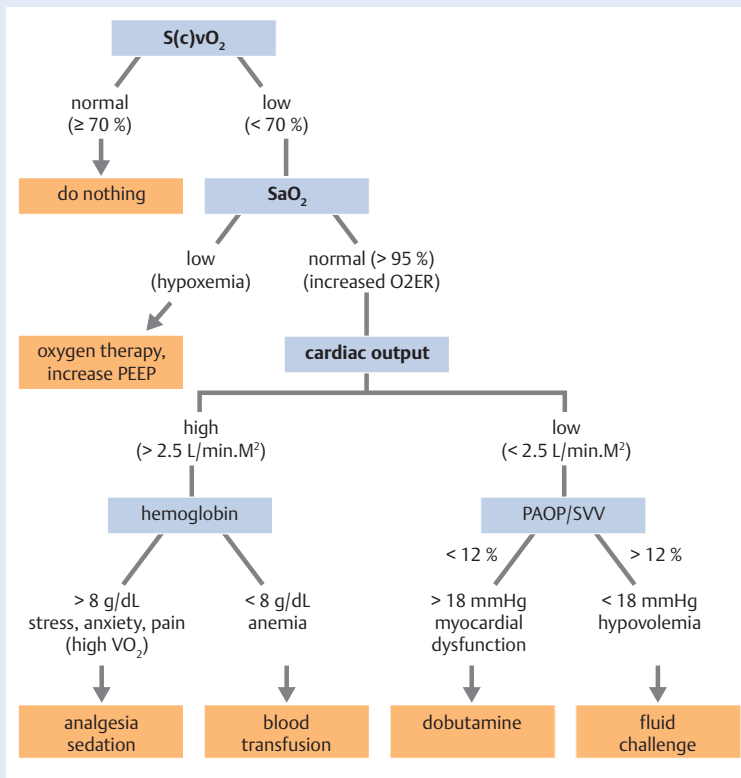 S(c)vO₂
normal
(≥ 70 %)
low
(< 70 %)
do nothing
SaO₂
low
(hypoxemia)
normal (> 95 %)
(increased O2ER)
oxygen therapy,
increase PEEP
cardiac output
high
(> 2.5 L/min.M²)
low
(< 2.5 L/min.M²)
hemoglobin
PAOP/SVV
< 12 %
> 12 %
> 8 g/dL
stress, anxiety, pain
(high VO₂)
< 8 g/dL
anemia
> 18 mmHg
myocardial
dysfunction
< 18 mmHg
hypovolemia
analgesia
sedation
blood
transfusion
dobutamine
fluid
challenge